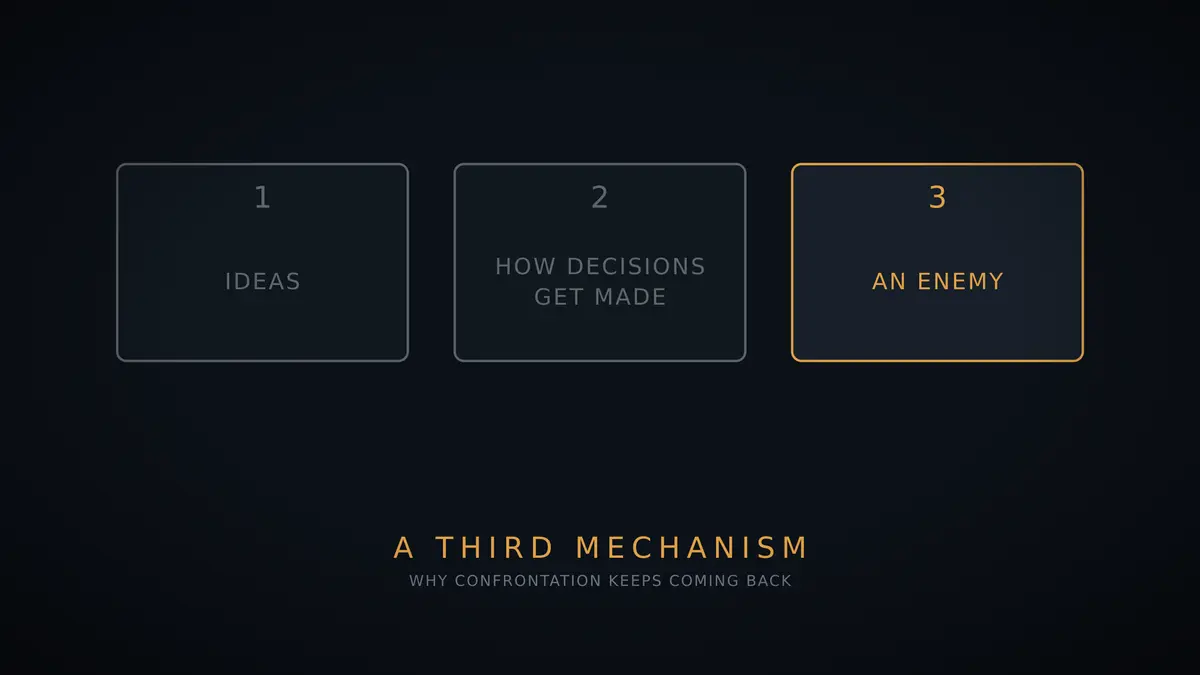 1
IDEAS
2
HOW DECISIONS
GET MADE
3
AN ENEMY
A THIRD MECHANISM
WHY CONFRONTATION KEEPS COMING BACK